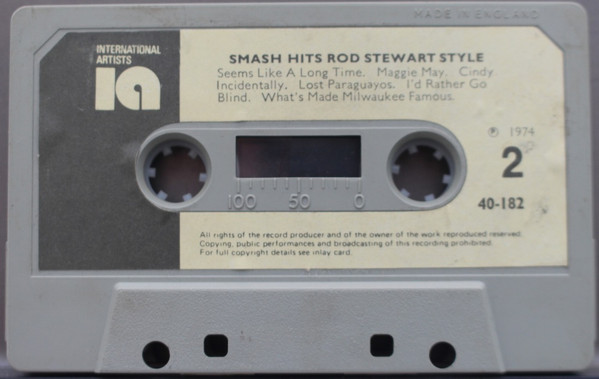 MADE IN ENGLAND
INTERNATIONAL
ARTISTS
ia
SMASH HITS ROD STEWART STYLE
Seems Like A Long Time. Maggie May. Cindy
Incidentally. Lost Paraguayos. I'd Rather Go
Blind. What's Made Milwaukee Famous.
℗ 1974
2
40-182
100 50 0
All rights of the record producer and of the owner of the work reproduced reserved.
Copying, public performances and broadcasting of this recording prohibited.
For full copyright details see inlay card.